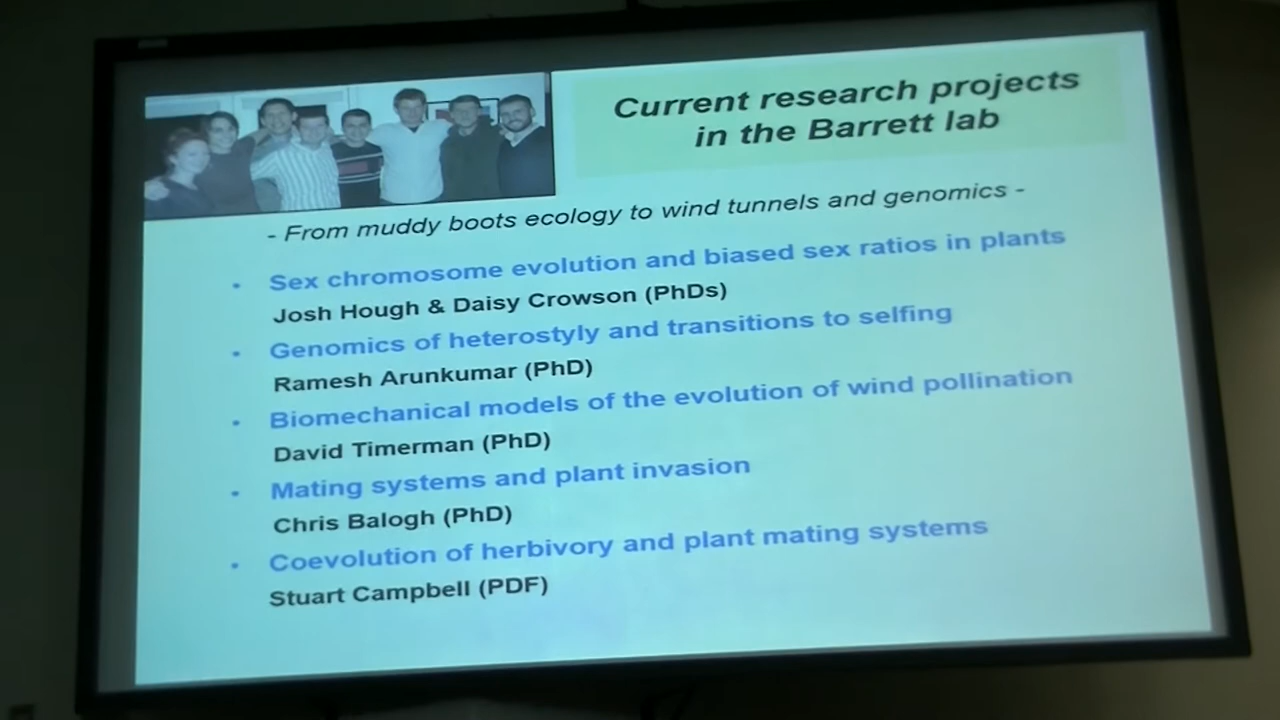 Current research projects
in the Barrett lab
- From muddy boots ecology to wind tunnels and genomics -
• Sex chromosome evolution and biased sex ratios in plants
Josh Hough & Daisy Crowson (PhDs)
• Genomics of heterostyly and transitions to selfing
Ramesh Arunkumar (PhD)
• Biomechanical models of the evolution of wind pollination
David Timerman (PhD)
• Mating systems and plant invasion
Chris Balogh (PhD)
• Coevolution of herbivory and plant mating systems
Stuart Campbell (PDF)